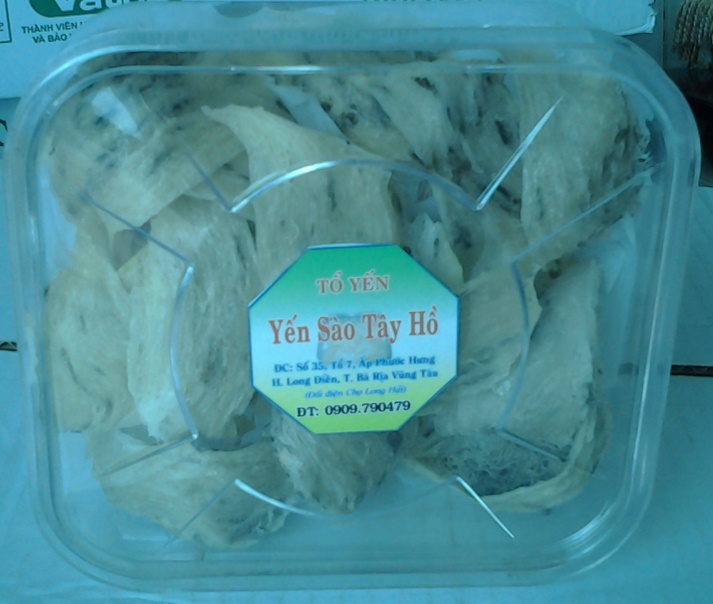 THÀNH VIÊN
VÀ BẢO
TỔ YẾN
Yến Sào Tây Hồ
ĐC: Số 35, Tổ 7, Ấp Phước Hưng
H. Long Điền, T. Bà Rịa Vũng Tàu
(Đối diện Chợ Long Hải)
ĐT: 0909.790479